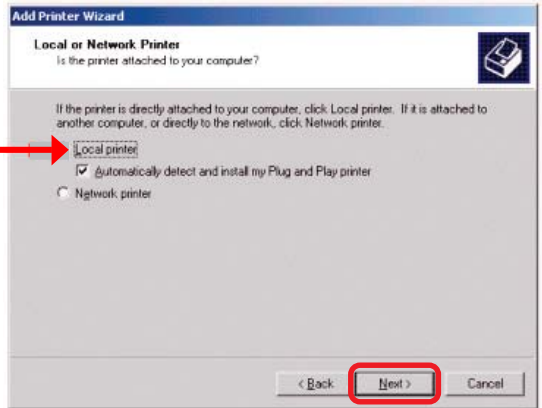 Add Printer Wizard
Local or Network Printer
Is the printer attached to your computer?
If the printer is directly attached to your computer, click Local printer. If it is attached to
another computer, or directly to the network, click Network printer.
Local printer
Automatically detect and install my Plug and Play printer
Network printer
< Back
Next >
Cancel